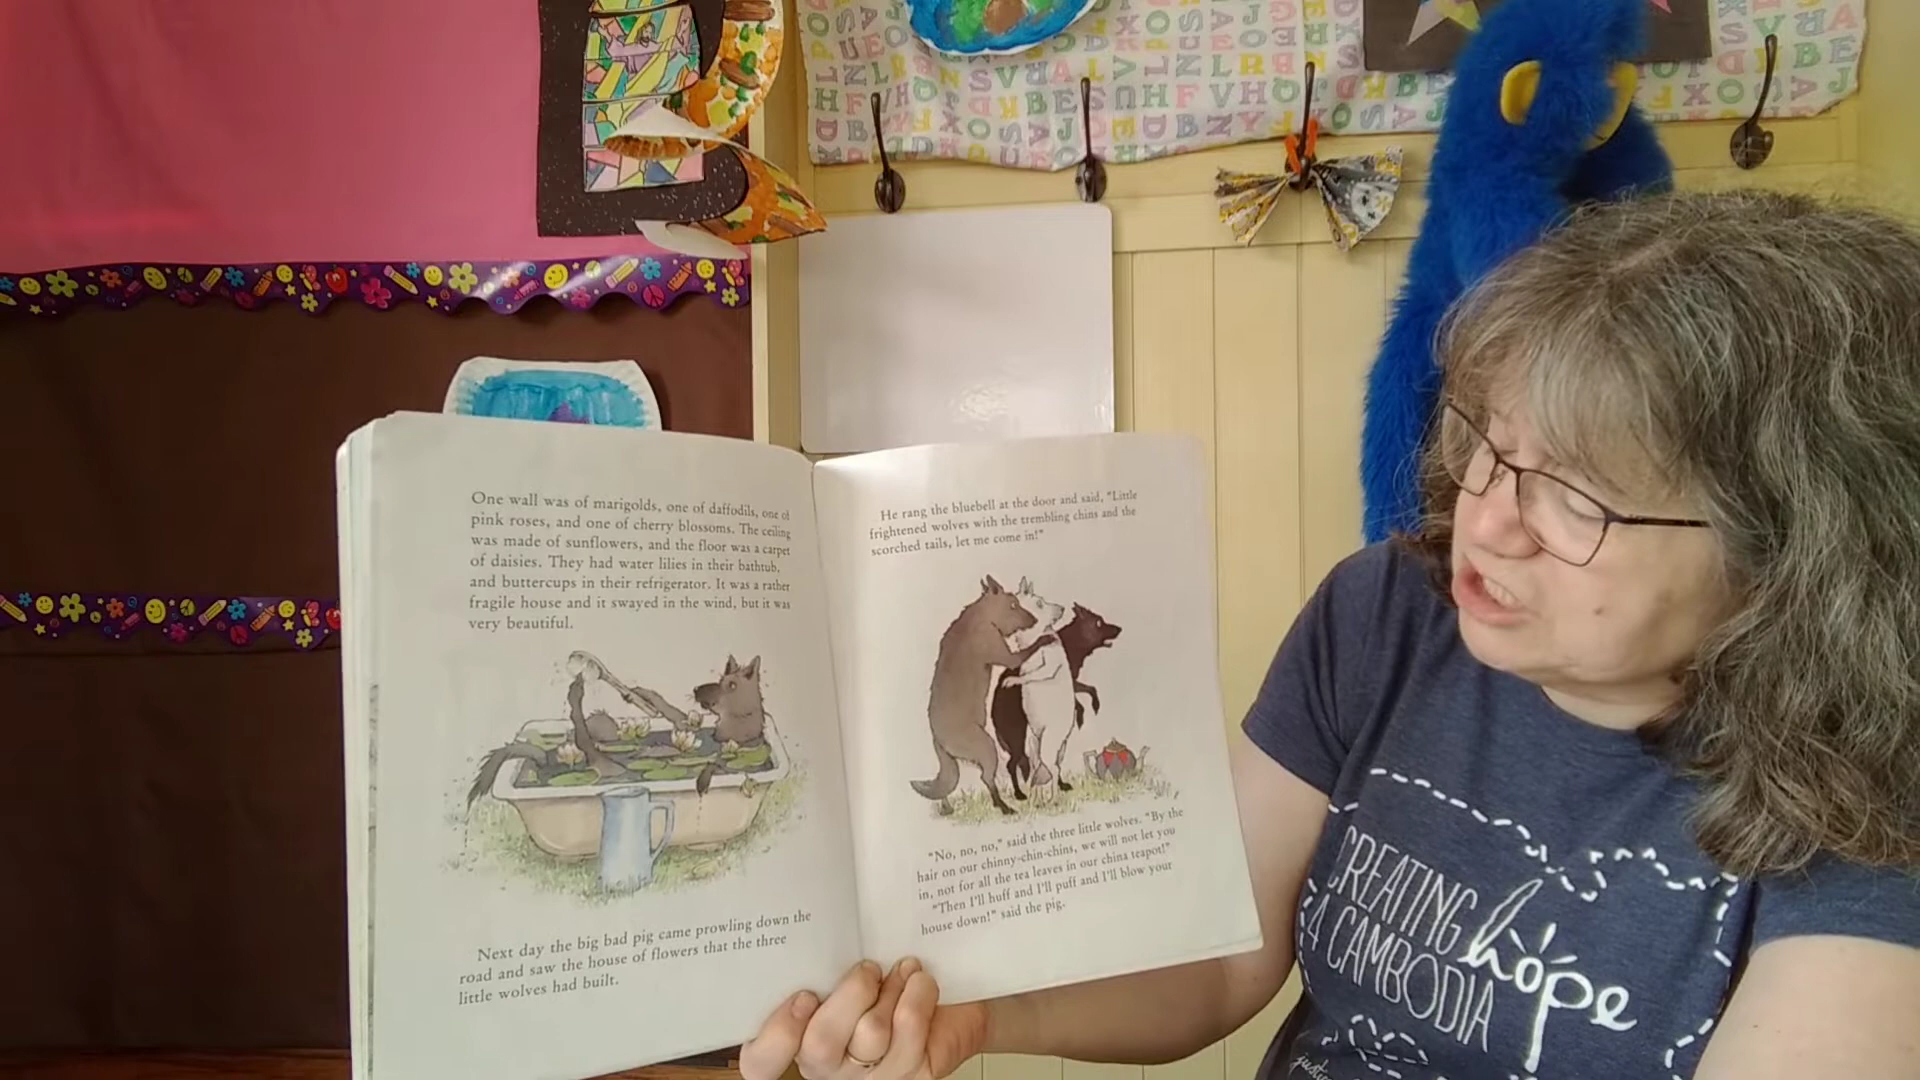 One wall was of marigolds, one of daffodils, one of
pink roses, and one of cherry blossoms. The ceiling
was made of sunflowers, and the floor was a carpet
of daisies. They had water lilies in their bathtub,
and buttercups in their refrigerator. It was a rather
fragile house and it swayed in the wind, but it was
very beautiful.
Next day the big bad pig came prowling down the
road and saw the house of flowers that the three
little wolves had built.
He rang the bluebell at the door and said, "Little
frightened wolves with the trembling chins and the
scorched tails, let me come in!"
"No, no, no," said the three little wolves. "By the
hair on our chinny-chin-chins, we will not let you
in, not for all the tea leaves in our china teapot!"
"Then I'll huff and I'll puff and I'll blow your
house down!" said the pig.
CREATING
hope
4 CAMBODIA